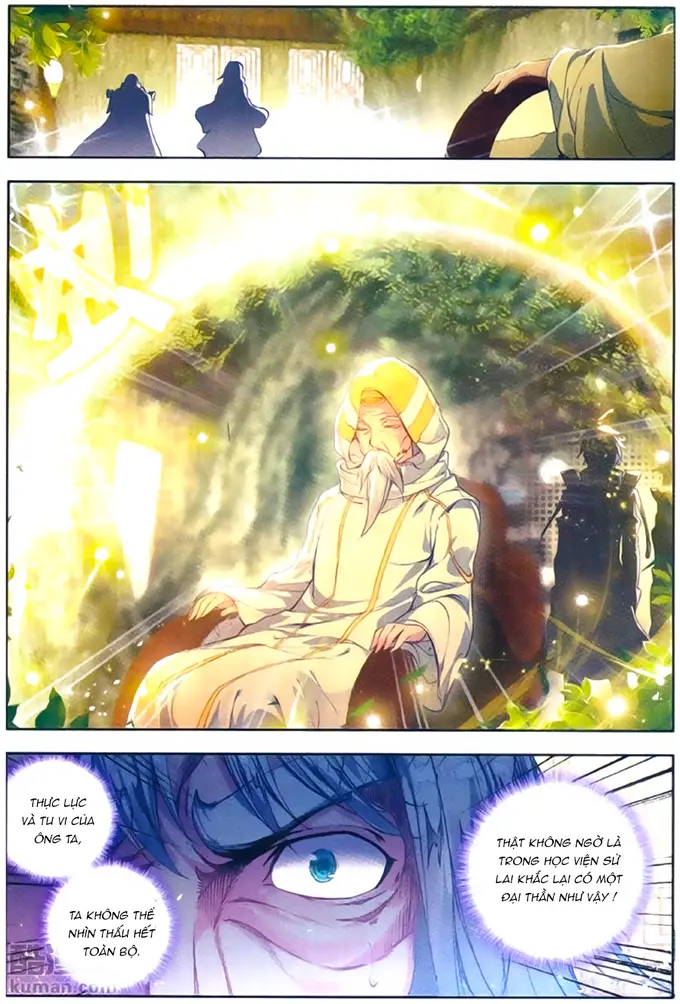 THỰC LỰC
VÀ TU VI CỦA
ÔNG TA,
TA KHÔNG THỂ
NHÌN THẤU HẾT
TOÀN BỘ.
THẬT KHÔNG NGỜ LÀ
TRONG HỌC VIỆN SỬ
LAI KHẮC LẠI CÓ MỘT
ĐẠI THẦN NHƯ VẬY !
kuman.com